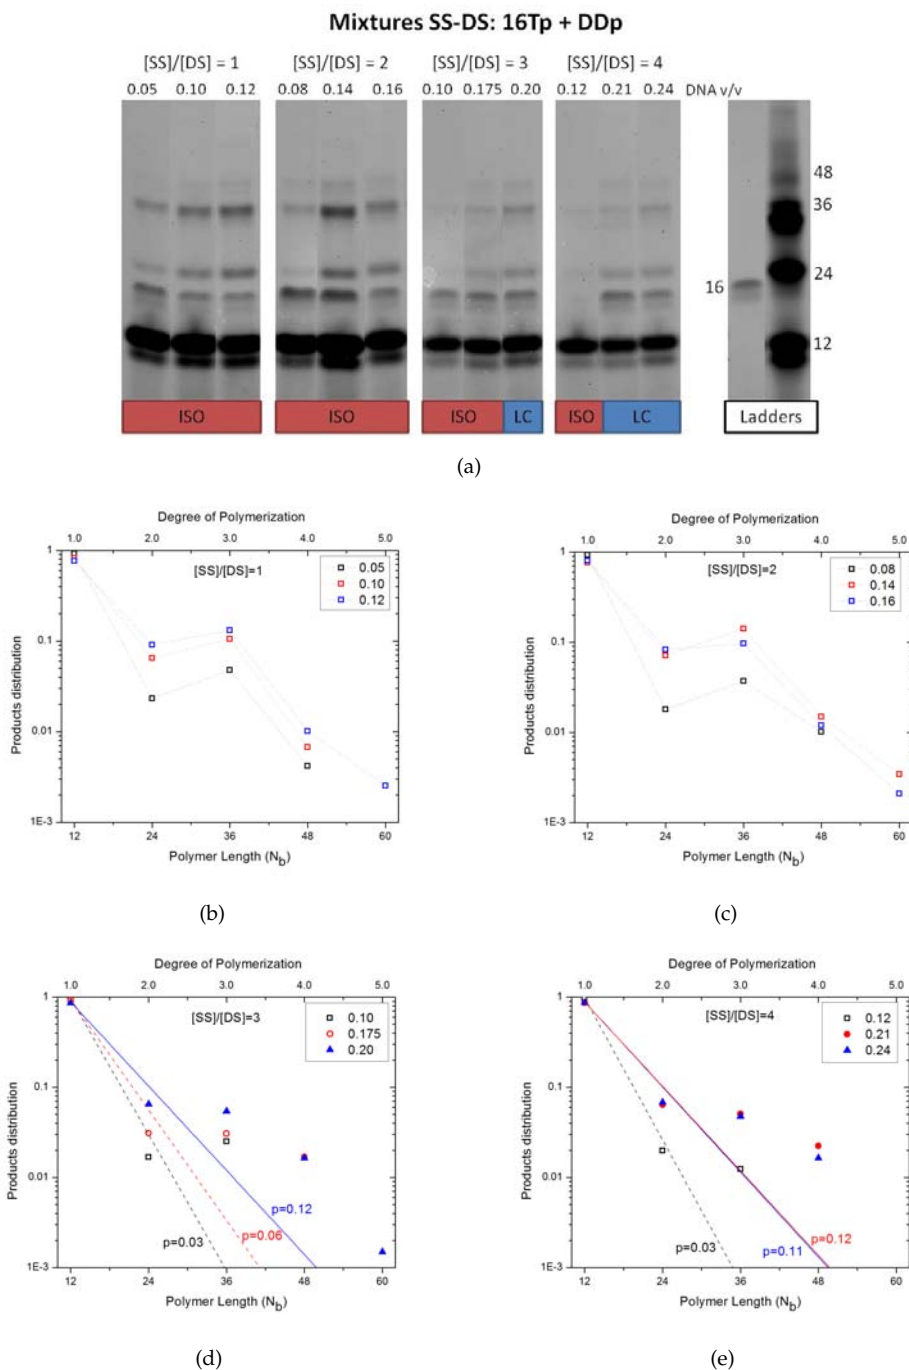 Mixtures SS-DS: 16Tp + DDp
[SS]/[DS] = 1 [SS]/[DS] = 2 [SS]/[DS] = 3 [SS]/[DS] = 4
0.05 0.10 0.12 0.08 0.14 0.16 0.10 0.175 0.20 0.12 0.21 0.24 DNA v/v
48
36
24
16
12
ISO ISO ISO LC ISO LC Ladders
(a)
Degree of Polymerization
1.0 2.0 3.0 4.0 5.0
[SS]/[DS]=1
0.05
0.10
0.12
Products distribution
1
0.1
0.01
1E-3
12 24 36 48 60
Polymer Length (N_b)
(b)
Degree of Polymerization
1.0 2.0 3.0 4.0 5.0
[SS]/[DS]=2
0.08
0.14
0.16
Products distribution
1
0.1
0.01
1E-3
12 24 36 48 60
Polymer Length (N_b)
(c)
Degree of Polymerization
1.0 2.0 3.0 4.0 5.0
[SS]/[DS]=3
0.10
0.175
0.20
Products distribution
1
0.1
0.01
1E-3
p=0.12
p=0.06
p=0.03
12 24 36 48 60
Polymer Length (N_b)
(d)
Degree of Polymerization
1.0 2.0 3.0 4.0 5.0
[SS]/[DS]=4
0.12
0.21
0.24
Products distribution
1
0.1
0.01
1E-3
p=0.12
p=0.11
p=0.03
12 24 36 48 60
Polymer Length (N_b)
(e)